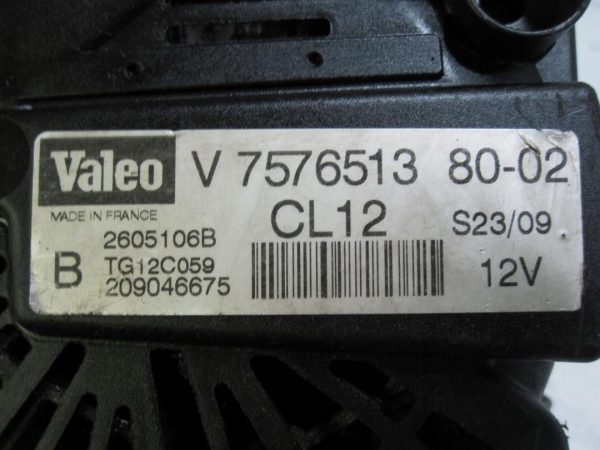 Valeo V 7576513 80-02
MADE IN FRANCE CL12 S23/09
2605106B
B TG12C059 12V
209046675